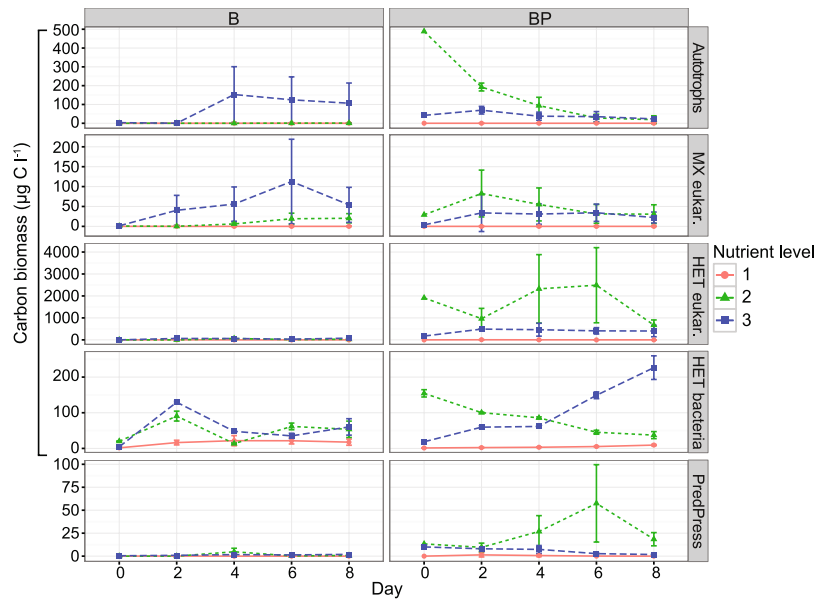 B BP
500
400
300
200
100
0
Autotrophs
200
150
100
50
0
MX eukar.
4000
3000
2000
1000
0
HET eukar.
200
100
0
HET bacteria
100
75
50
25
0
PredPress
Carbon biomass (µg C l⁻¹)
0 2 4 6 8 0 2 4 6 8
Day
Nutrient level
1
2
3